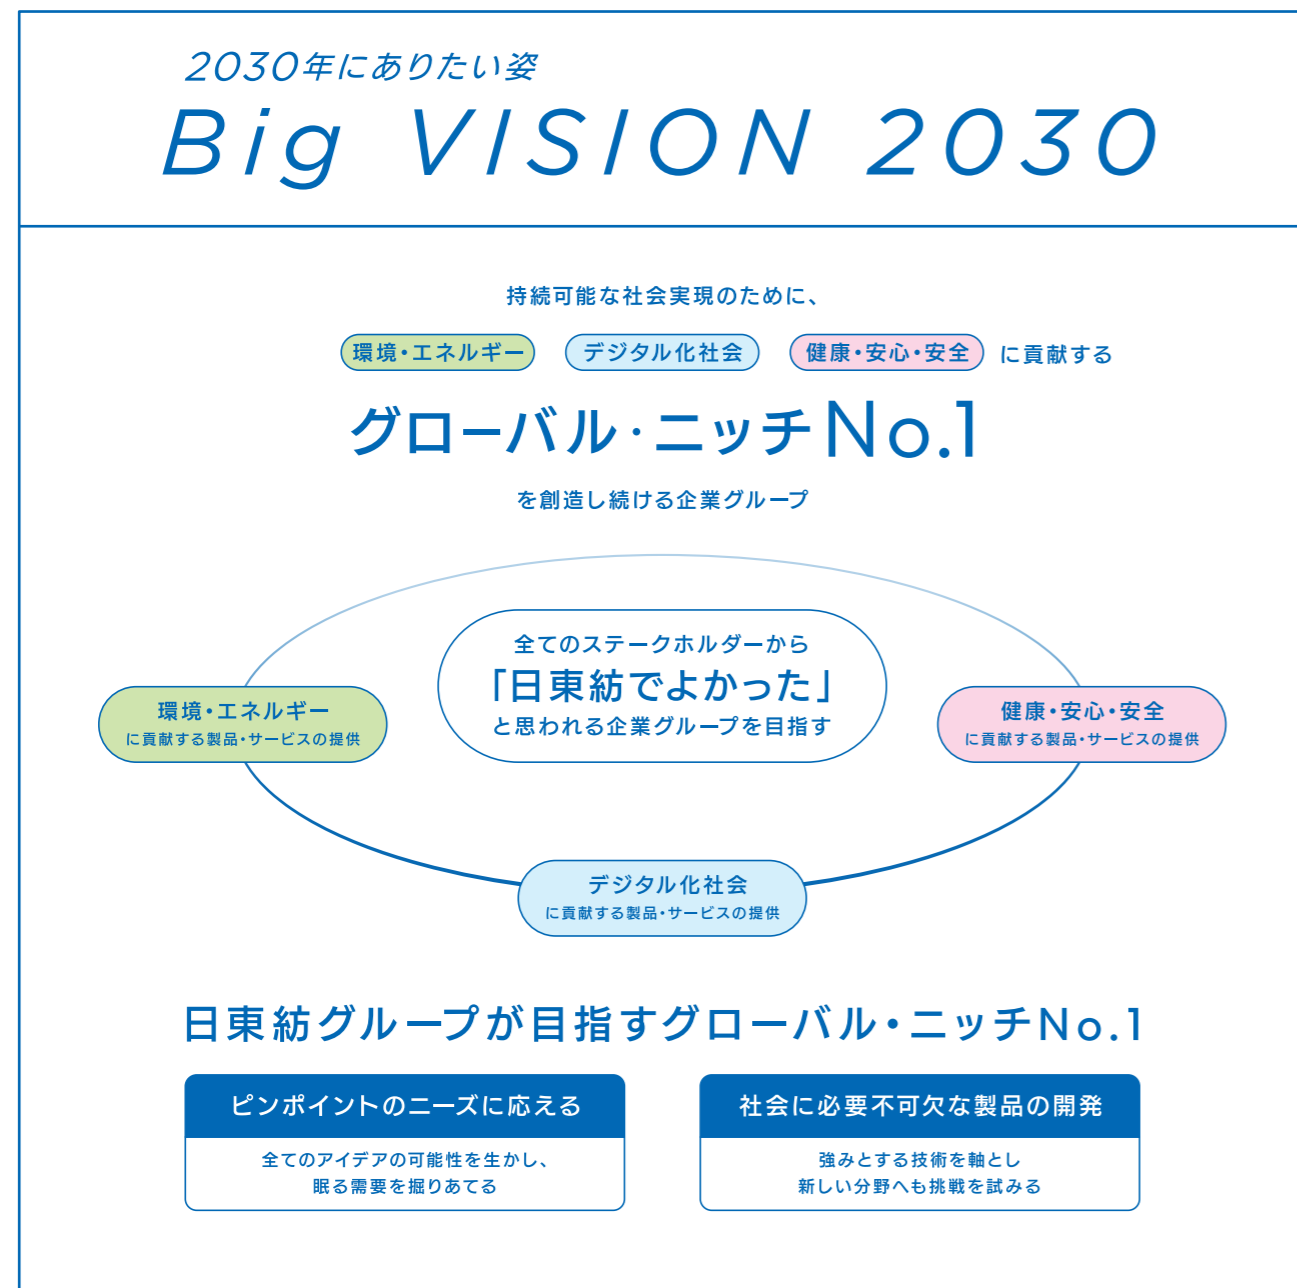 2030年にありたい姿
Big VISION 2030
持続可能な社会実現のために、
環境・エネルギー デジタル化社会 健康・安心・安全 に貢献する
グローバル・ニッチNo.1
を創造し続ける企業グループ
全てのステークホルダーから
「日東紡でよかった」
と思われる企業グループを目指す
環境・エネルギー
に貢献する製品・サービスの提供
健康・安心・安全
に貢献する製品・サービスの提供
デジタル化社会
に貢献する製品・サービスの提供
日東紡グループが目指すグローバル・ニッチNo.1
ピンポイントのニーズに応える
全てのアイデアの可能性を生かし、
眠る需要を掘りあてる
社会に必要不可欠な製品の開発
強みとする技術を軸とし
新しい分野へも挑戦を試みる